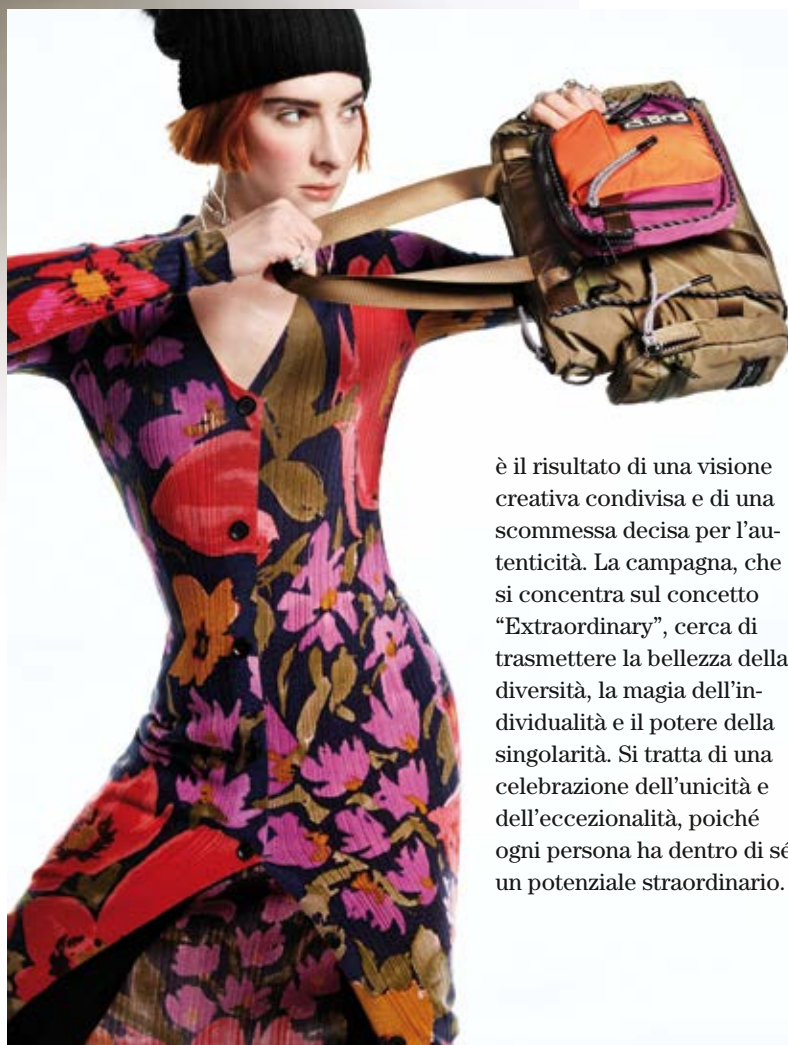 è il risultato di una visione
creativa condivisa e di una
scommessa decisa per l'au-
tenticità. La campagna, che
si concentra sul concetto
“Extraordinary”, cerca di
trasmettere la bellezza della
diversità, la magia dell'in-
dividualità e il potere della
singolarità. Si tratta di una
celebrazione dell'unicità e
dell'eccezionalità, poiché
ogni persona ha dentro di sé
un potenziale straordinario.